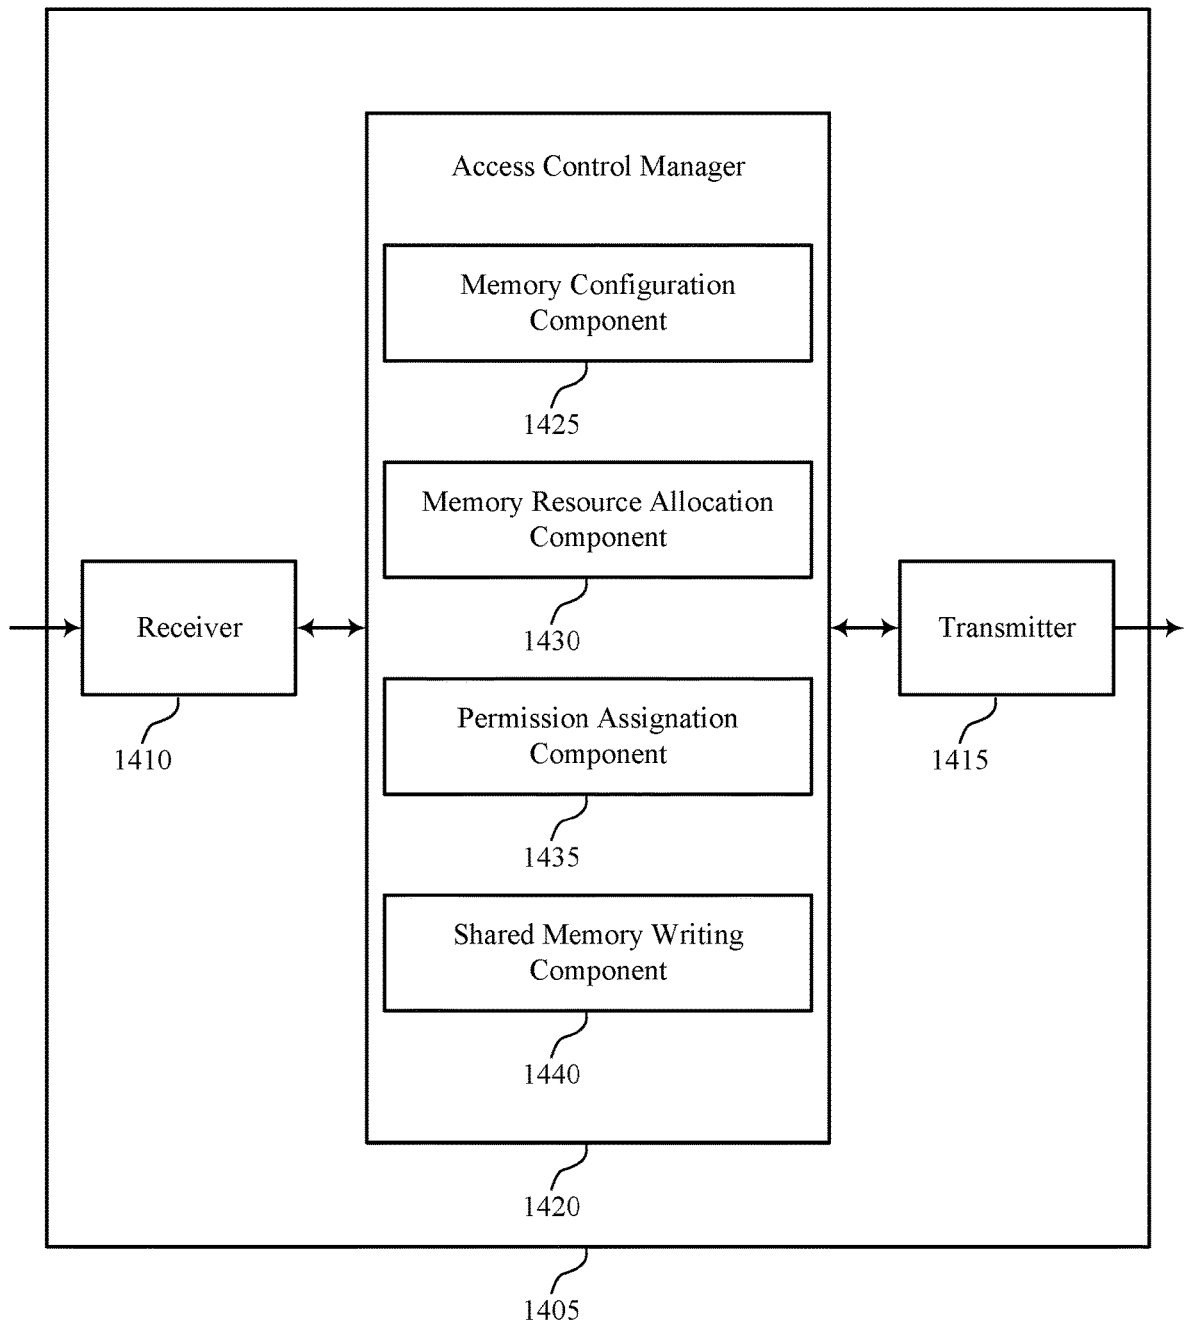 Access Control Manager
Memory Configuration
Component
1425
Memory Resource Allocation
Component
1430
Receiver
1410
Transmitter
1415
Permission Assignation
Component
1435
Shared Memory Writing
Component
1440
1420
1405